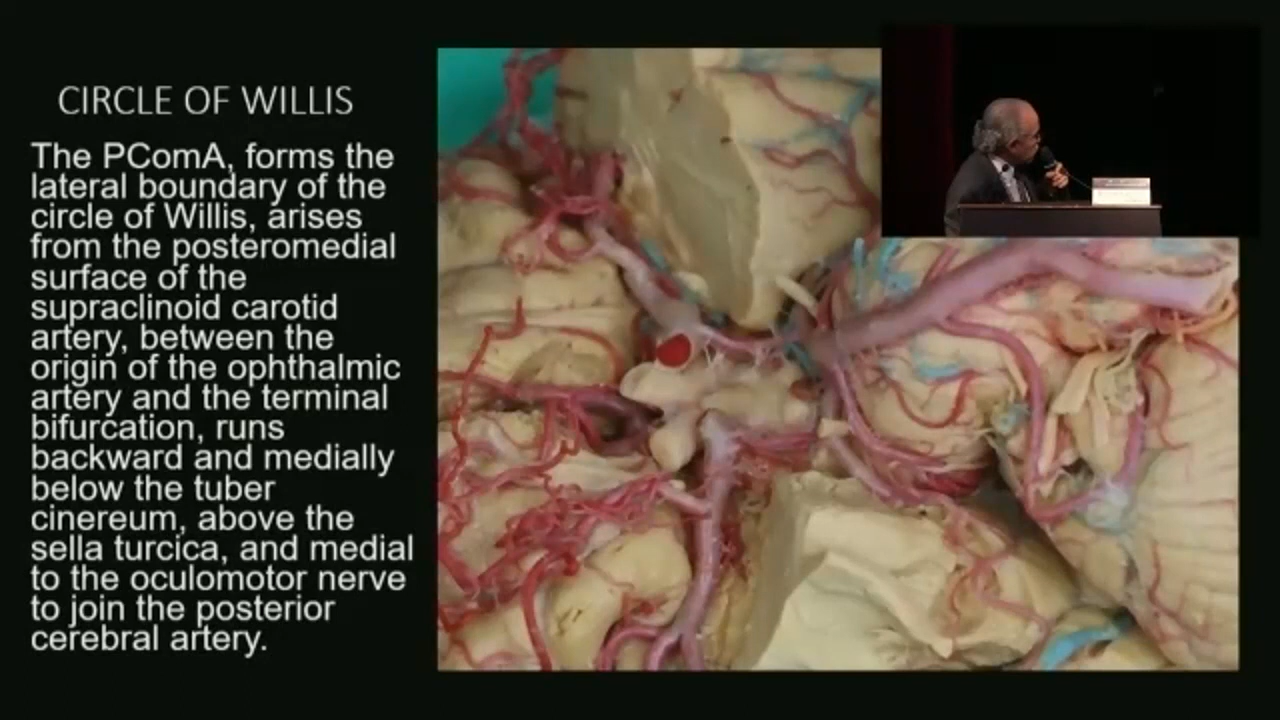 CIRCLE OF WILLIS
The PComA, forms the
lateral boundary of the
circle of Willis, arises
from the posteromedial
surface of the
supraclinoid carotid
artery, between the
origin of the ophthalmic
artery and the terminal
bifurcation, runs
backward and medially
below the tuber
cinereum, above the
sella turcica, and medial
to the oculomotor nerve
to join the posterior
cerebral artery.